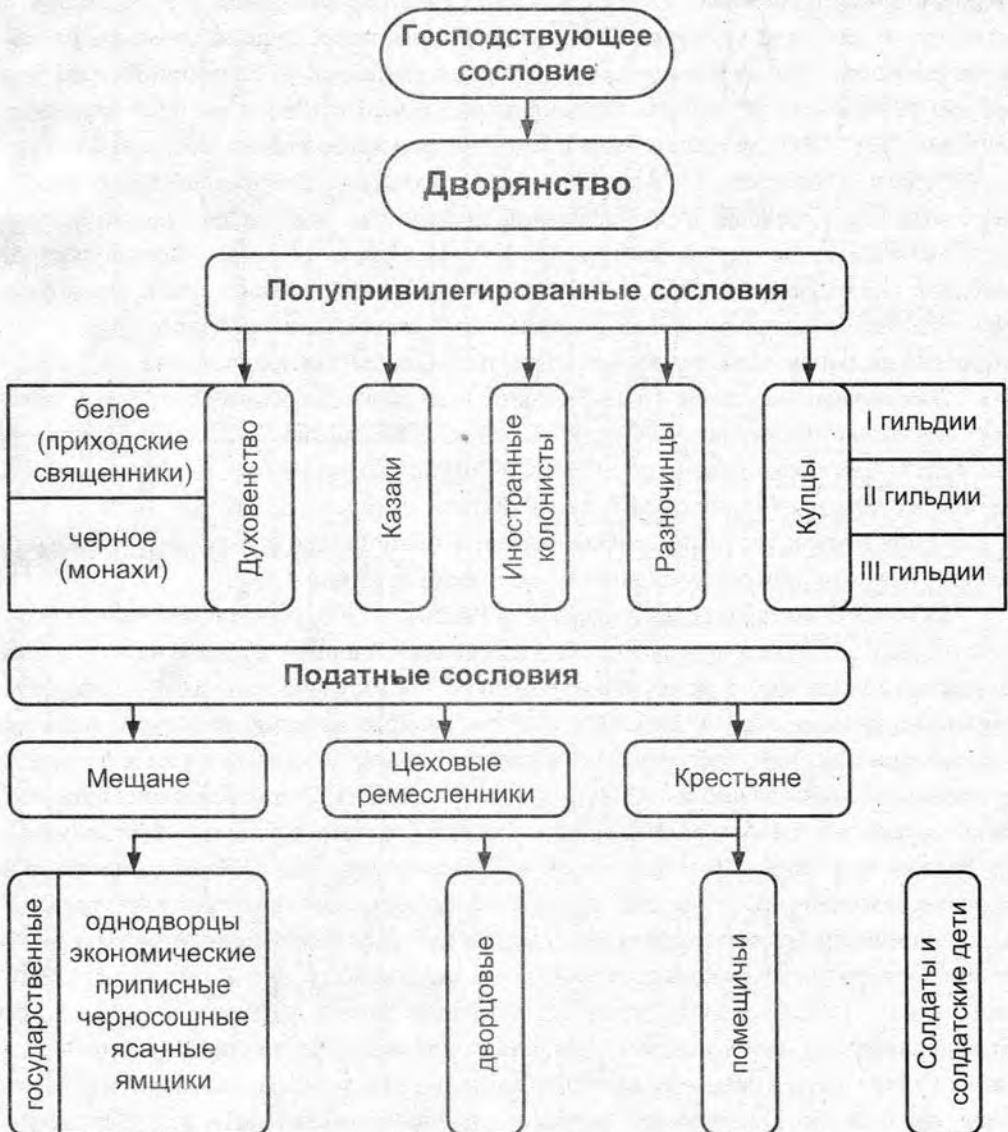 Господствующее
сословие
Дворянство
Полупривилегированные сословия
белое
(приходские
священники)
черное
(монахи)
Духовенство
Казаки
Иностранные
колонисты
Разночинцы
Купцы
I гильдии
II гильдии
III гильдии
Податные сословия
Мещане
Цеховые
ремесленники
Крестьяне
государственные
однодворцы
экономические
приписные
черносошные
ясачные
ямщики
дворцовые
помещичьи
Солдаты и
солдатские дети